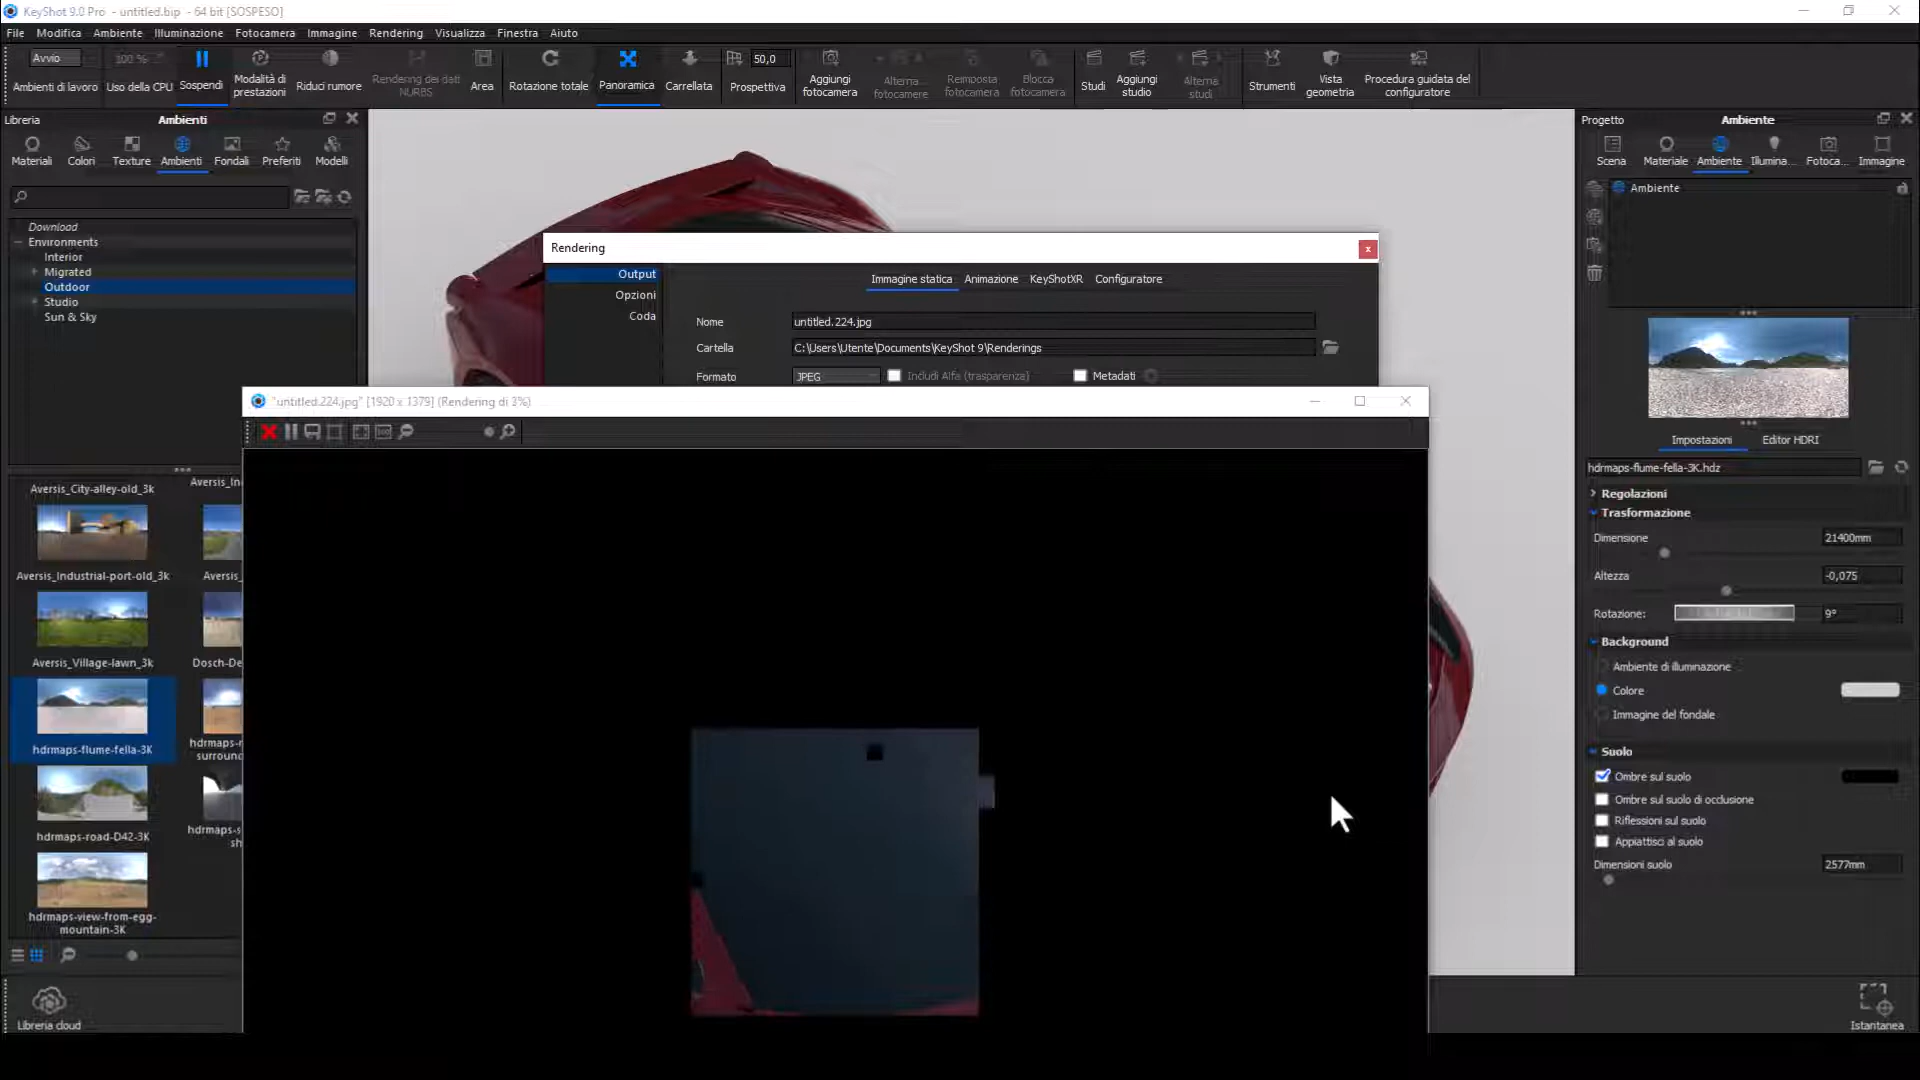 KeyShot 9.0 Pro - untitled.bip - 64 bit [SOSPESO]
File Modifica Ambiente Illuminazione Fotocamera Immagine Rendering Visualizza Finestra Aiuto
Avvio
100 %
50,0
Ambienti di lavoro
Uso della CPU
Sospendi
Modalità di prestazioni
Riduci rumore
Rendering dei dati NURBS
Area
Rotazione totale
Panoramica
Carrellata
Prospettiva
Aggiungi fotocamera
Alterna fotocamere
Reimposta fotocamera
Blocca fotocamera
Studi
Aggiungi studio
Alterna studi
Strumenti
Vista geometria
Procedura guidata del configuratore
Libreria
Ambienti
Materiali Colori Texture Ambienti Fondali Preferiti Modelli
Download
Environments
Interior
Migrated
Outdoor
Studio
Sun & Sky
Aversis_City-alley-old_3k
Aversis_In
Aversis_Industrial-port-old_3k
Aversis_
Aversis_Village-lawn_3k
Dosch-De
hdrmaps-flume-fella-3K
hdrmaps-r
surround
hdrmaps-road-D42-3K
hdrmaps-s
sh
hdrmaps-view-from-egg-
mountain-3K
Libreria cloud
Rendering
x
Output
Opzioni
Coda
Immagine statica Animazione KeyShotXR Configuratore
Nome untitled.224.jpg
Cartella C:\Users\Utente\Documents\KeyShot 9\Renderings
Formato JPEG Includi Alfa (trasparenza) Metadati
"untitled.224.jpg" [1920 x 1379] (Rendering di 3%)
Progetto
Ambiente
Scena Materiale Ambiente Illumina... Fotoca... Immagine
Ambiente
Impostazioni Editor HDRI
hdrmaps-flume-fella-3K.hdz
Regolazioni
Trasformazione
Dimensione 21400mm
Altezza -0,075
Rotazione: 9°
Background
Ambiente di illuminazione
Colore
Immagine del fondale
Suolo
Ombre sul suolo
Ombre sul suolo di occlusione
Riflessioni sul suolo
Appiattisci al suolo
Dimensioni suolo 2577mm
Istantanea